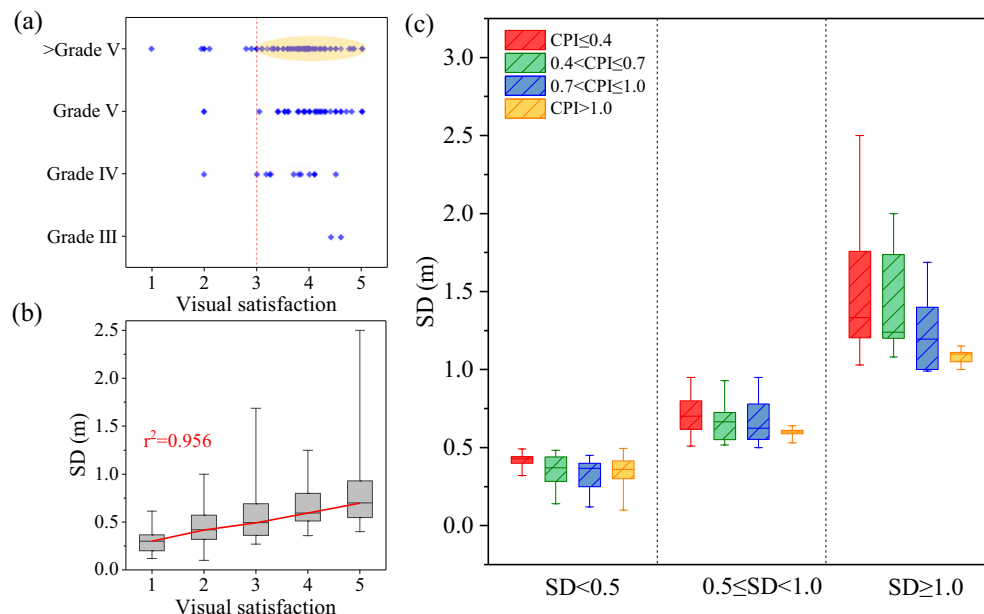 (a)
>Grade V
Grade V
Grade IV
Grade III
1 2 3 4 5
Visual satisfaction
(b)
2.5
2.0
1.5
1.0
0.5
0.0
SD (m)
r²=0.956
1 2 3 4 5
Visual satisfaction
(c)
CPI≤0.4
0.4<CPI≤0.7
0.7<CPI≤1.0
CPI>1.0
3.0
2.5
2.0
1.5
1.0
0.5
0.0
SD (m)
SD<0.5 0.5≤SD<1.0 SD≥1.0